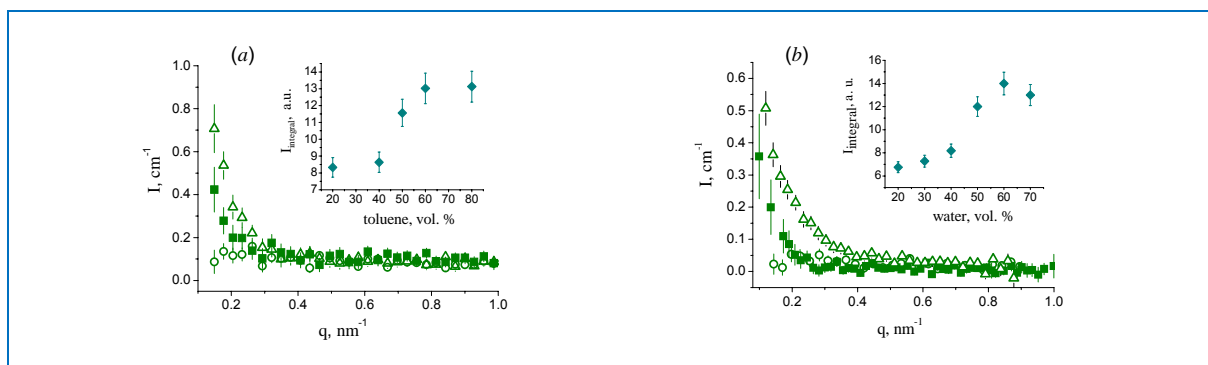 (a)
1.0
0.8
0.6
0.4
0.2
0.0
I, cm-1
0.2 0.4 0.6 0.8 1.0
q, nm-1
14
13
12
11
10
9
8
7
Iintegral, a.u.
20 30 40 50 60 70 80
toluene, vol. %
(b)
0.6
0.5
0.4
0.3
0.2
0.1
0.0
I, cm-1
0.2 0.4 0.6 0.8 1.0
q, nm-1
16
14
12
10
8
6
Iintegral, a. u.
20 30 40 50 60 70
water, vol. %